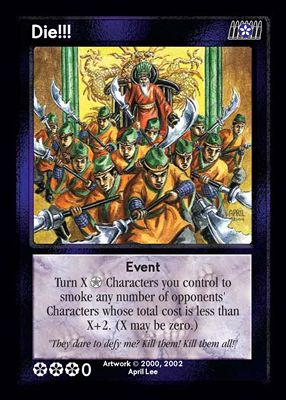 Die!!!
APRIL
Event
Turn X Characters you control to
smoke any number of opponents'
Characters whose total cost is less than
X+2. (X may be zero.)
"They dare to defy me? Kill them! Kill them all!"
0
Artwork © 2000, 2002
April Lee